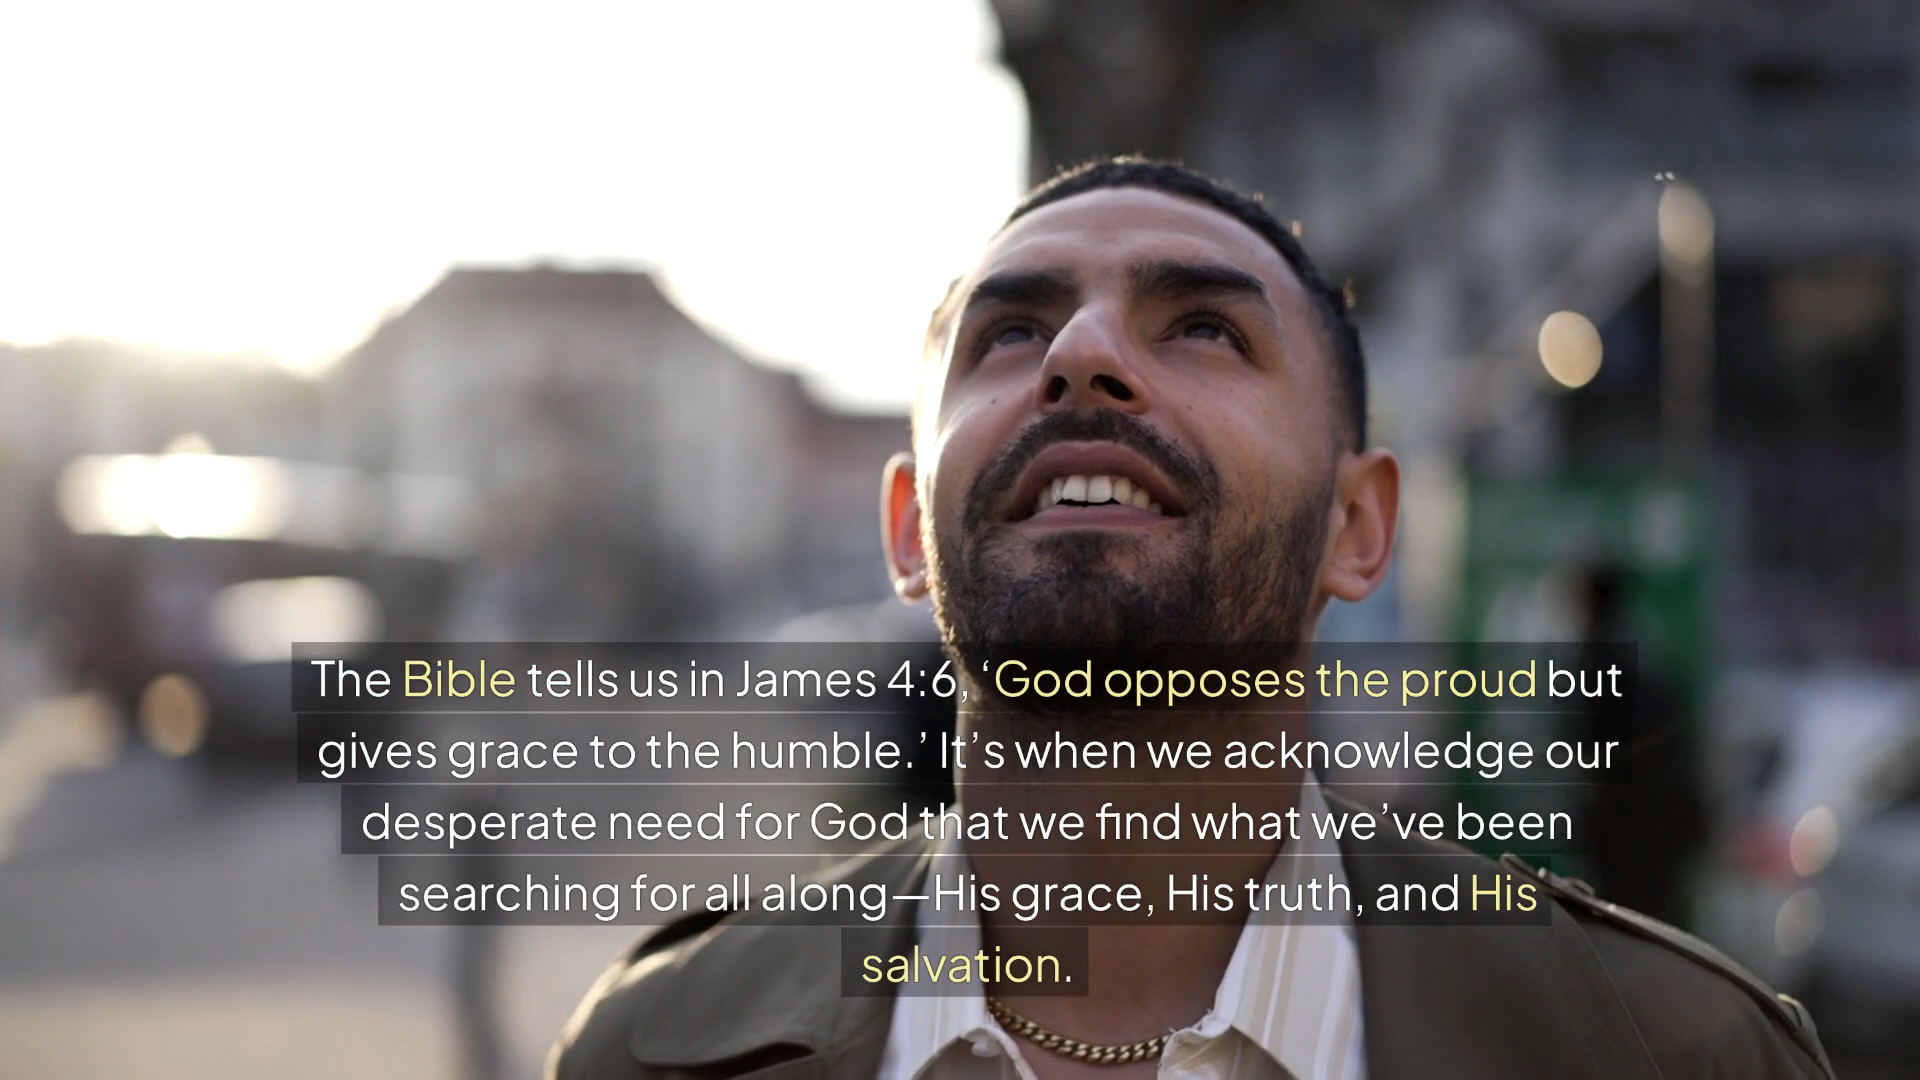 The Bible tells us in James 4:6, ‘God opposes the proud but
gives grace to the humble.’ It’s when we acknowledge our
desperate need for God that we find what we’ve been
searching for all along—His grace, His truth, and His
salvation.